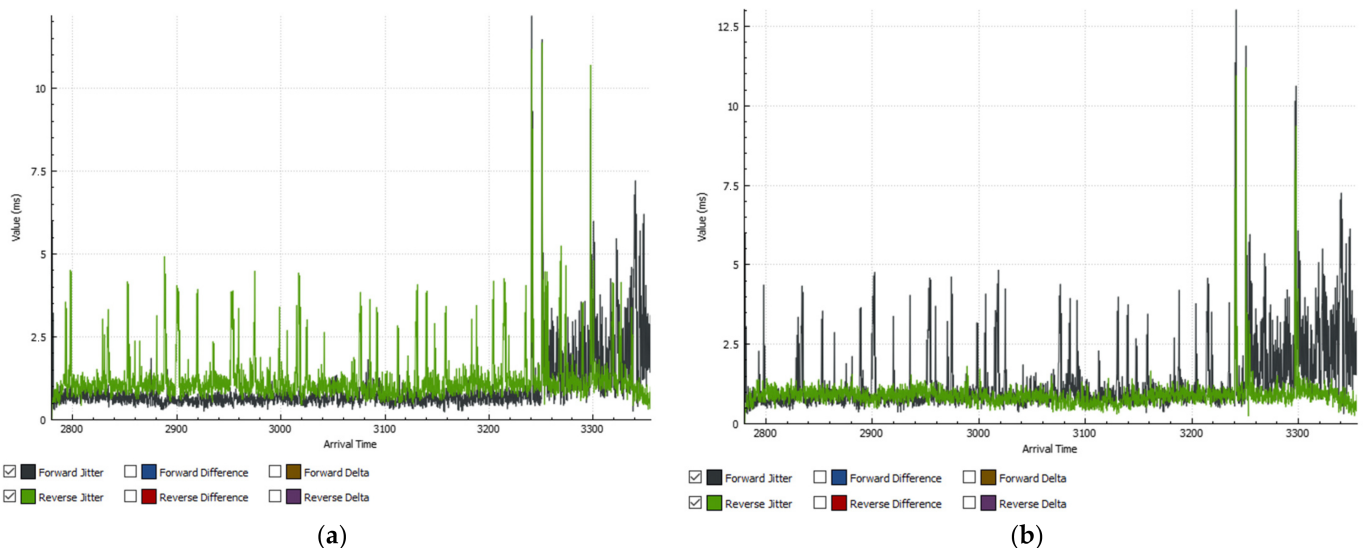 10
7.5
5
2.5
0
Value (ms)
2800 2900 3000 3100 3200 3300
Arrival Time
Forward Jitter Forward Difference Forward Delta
Reverse Jitter Reverse Difference Reverse Delta
(a)
12.5
10
7.5
5
2.5
0
Value (ms)
2800 2900 3000 3100 3200 3300
Arrival Time
Forward Jitter Forward Difference Forward Delta
Reverse Jitter Reverse Difference Reverse Delta
(b)